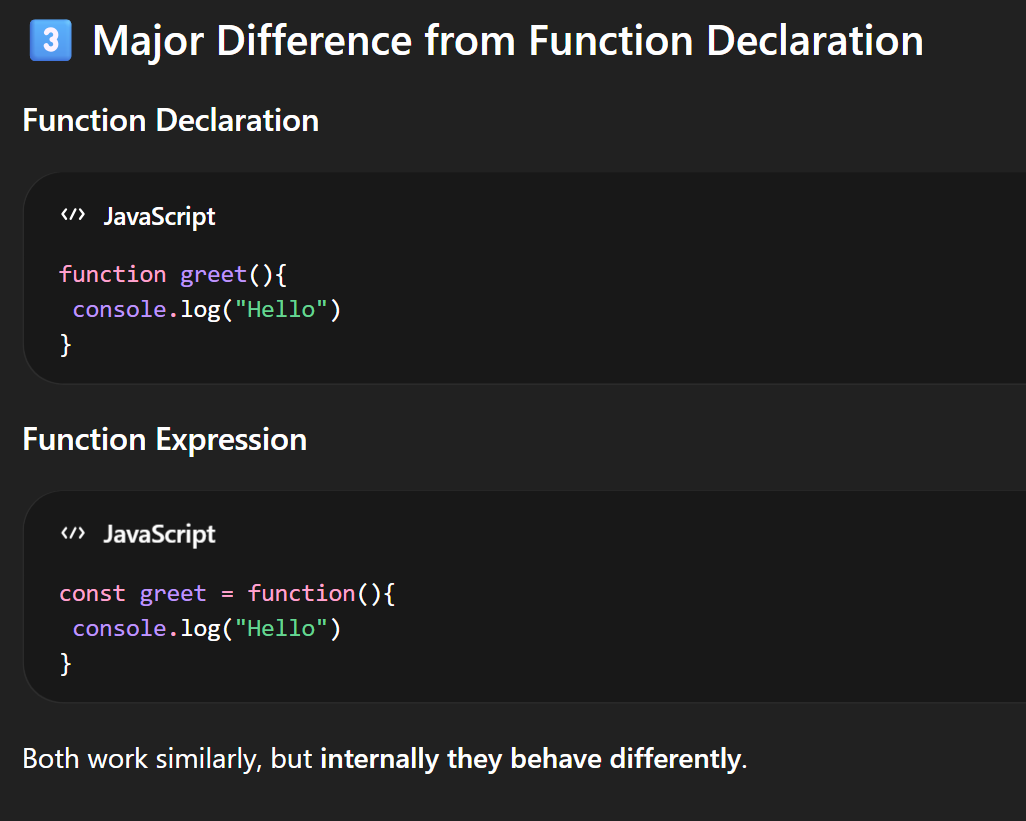 3 Major Difference from Function Declaration
Function Declaration
</> JavaScript
function greet(){
 console.log("Hello")
}
Function Expression
</> JavaScript
const greet = function(){
 console.log("Hello")
}
Both work similarly, but internally they behave differently.